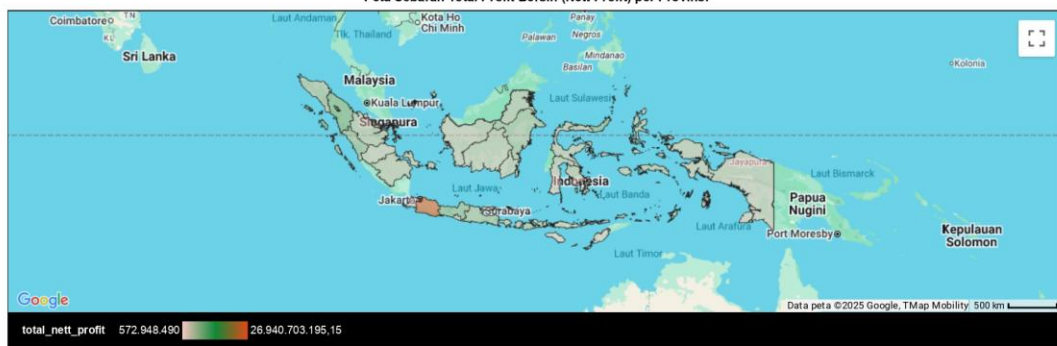 Peta Sebaran Total Profit Bersih (Nett Profit) per Provinsi
Coimbatore
TN
KL
Sri Lanka
Laut Andaman
Tlk. Thailand
Kota Ho
Chi Minh
Panay
Negros
Palawan
Mindanao
Basilan
Kolonia
Malaysia
Kuala Lumpur
Singapura
Laut Sulawesi
Jayapura
Laut Bismarck
Laut Jawa
Indonesia
Laut Banda
Jakarta
Surabaya
Papua
Nugini
Laut Arafura
Port Moresby
Kepulauan
Solomon
Laut Timor
Google
Data peta ©2025 Google, TMap Mobility 500 km
total_nett_profit 572.948.490 26.940.703.195,15